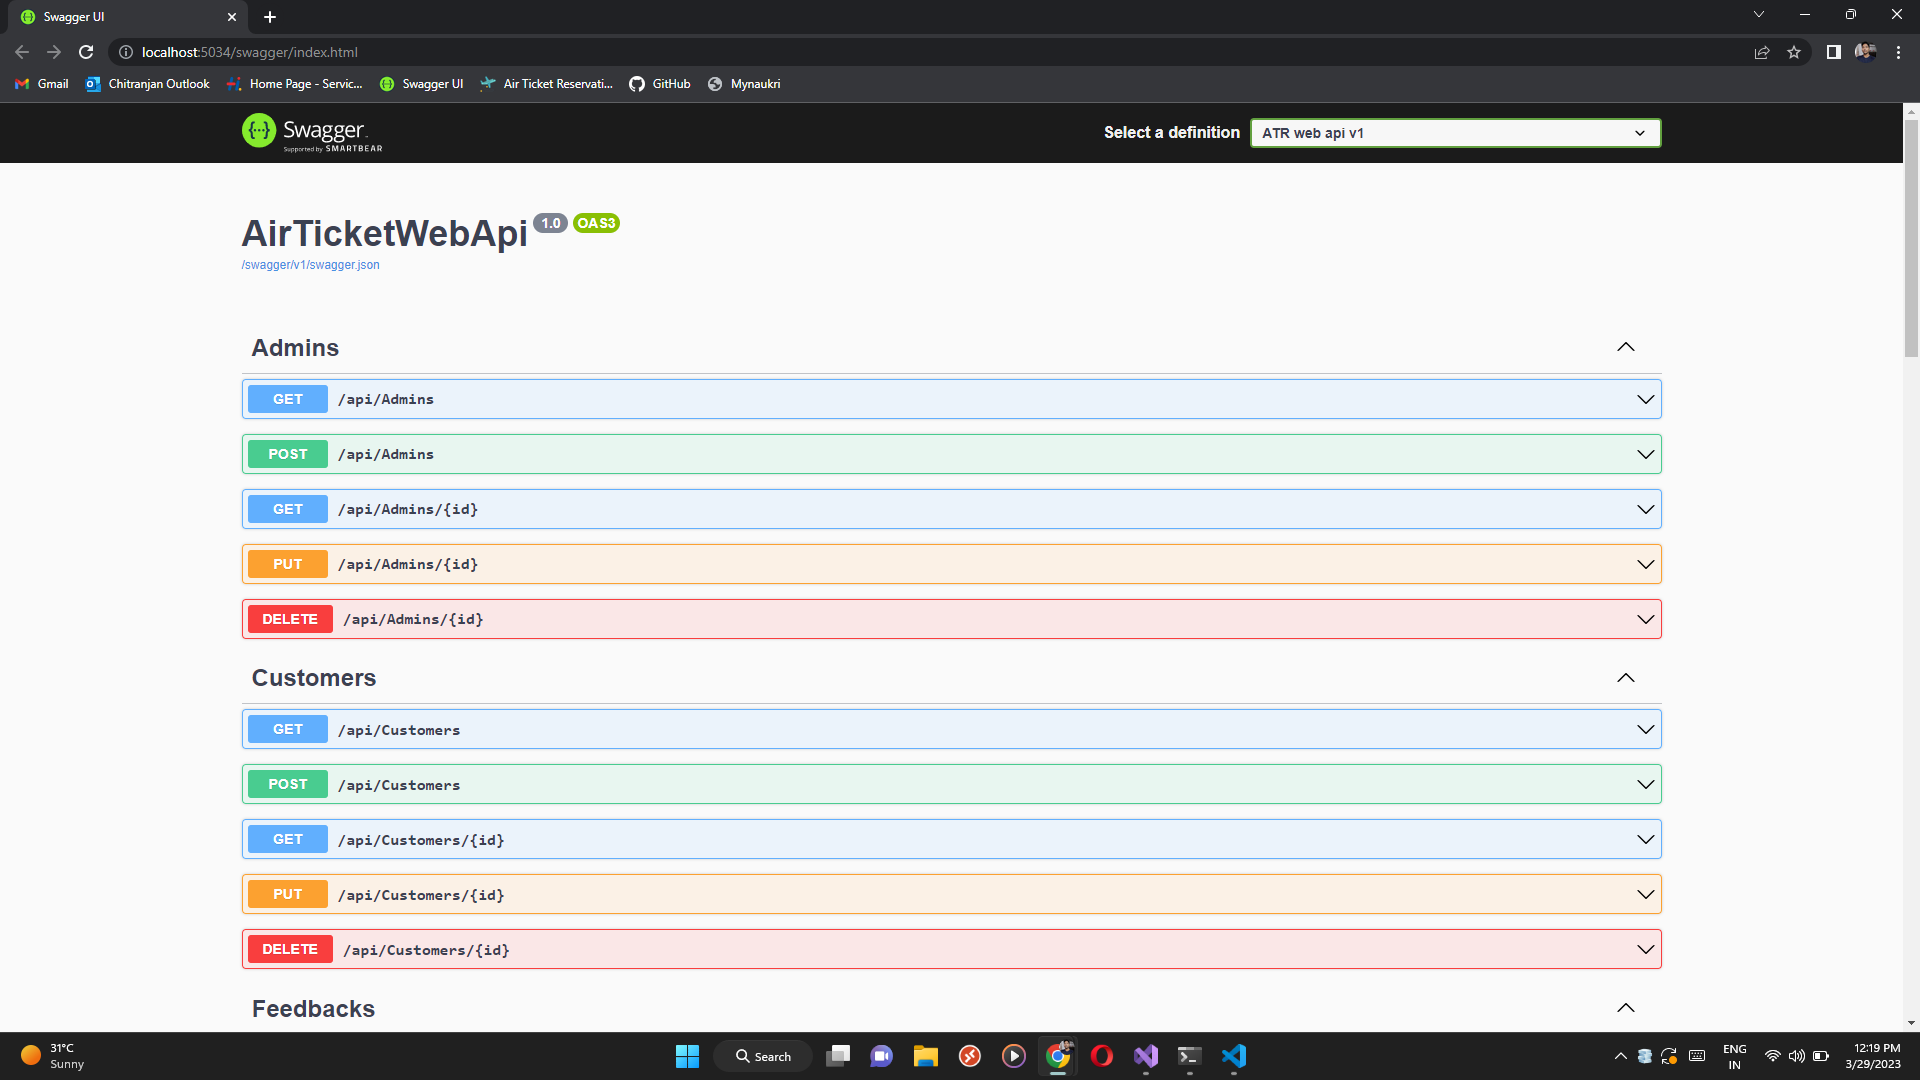 Swagger UI
localhost:5034/swagger/index.html
Gmail
Chitranjan Outlook
Home Page - Servic...
Swagger UI
Air Ticket Reservati...
GitHub
Mynaukri
Swagger
Supported by SMARTBEAR
Select a definition
ATR web api v1
AirTicketWebApi 1.0 OAS3
/swagger/v1/swagger.json
Admins
GET /api/Admins
POST /api/Admins
GET /api/Admins/{id}
PUT /api/Admins/{id}
DELETE /api/Admins/{id}
Customers
GET /api/Customers
POST /api/Customers
GET /api/Customers/{id}
PUT /api/Customers/{id}
DELETE /api/Customers/{id}
Feedbacks
31°C
Sunny
Search
ENG
IN
12:19 PM
3/29/2023